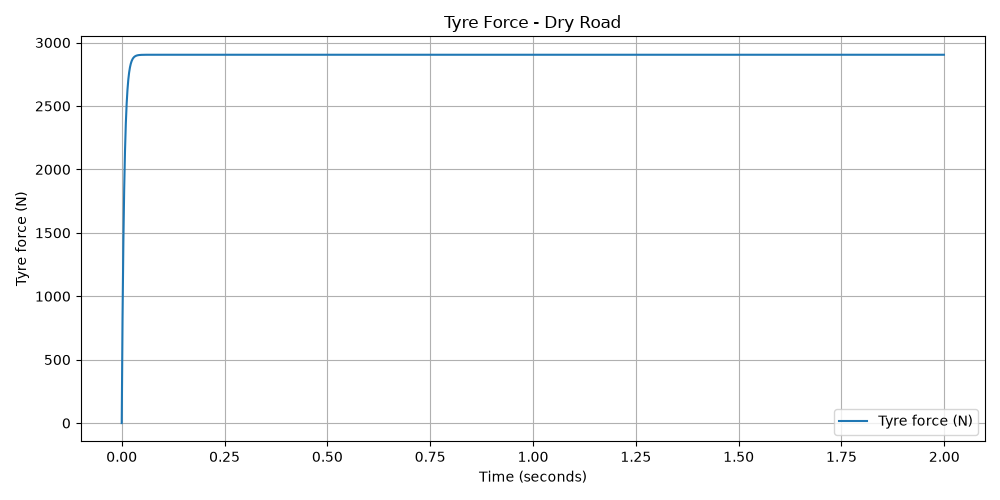 Tyre Force - Dry Road
3000
2500
2000
1500
1000
500
0
Tyre force (N)
0.00 0.25 0.50 0.75 1.00 1.25 1.50 1.75 2.00
Time (seconds)
Tyre force (N)